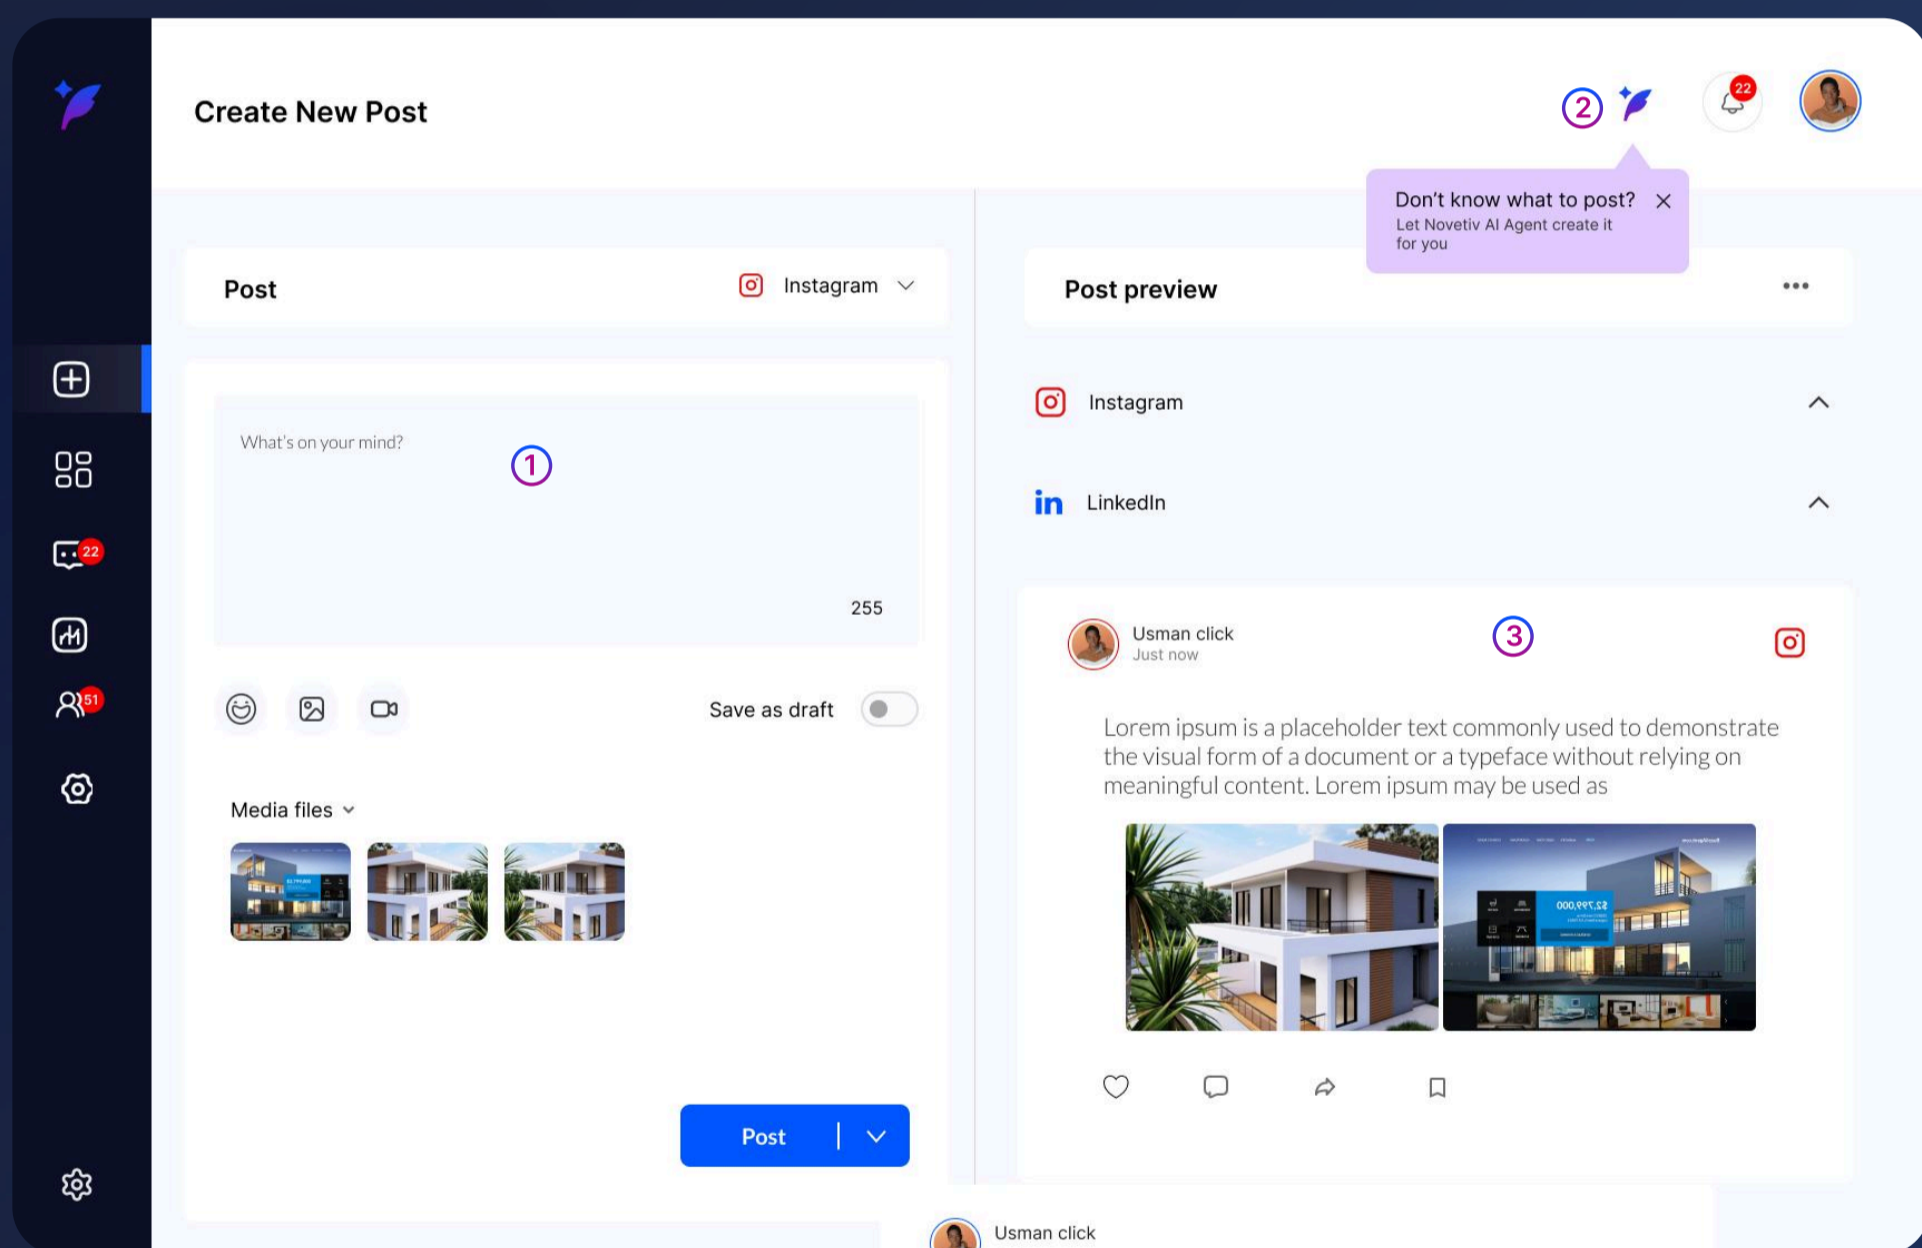 Create New Post
2
22
Don't know what to post?
Let Novetiv AI Agent create it
for you
Post
Instagram
Post preview
Instagram
What's on your mind?
1
LinkedIn
22
255
Usman click
3
Just now
51
Save as draft
Lorem ipsum is a placeholder text commonly used to demonstrate
the visual form of a document or a typeface without relying on
meaningful content. Lorem ipsum may be used as
Media files
$2,797,000
Post
Usman click